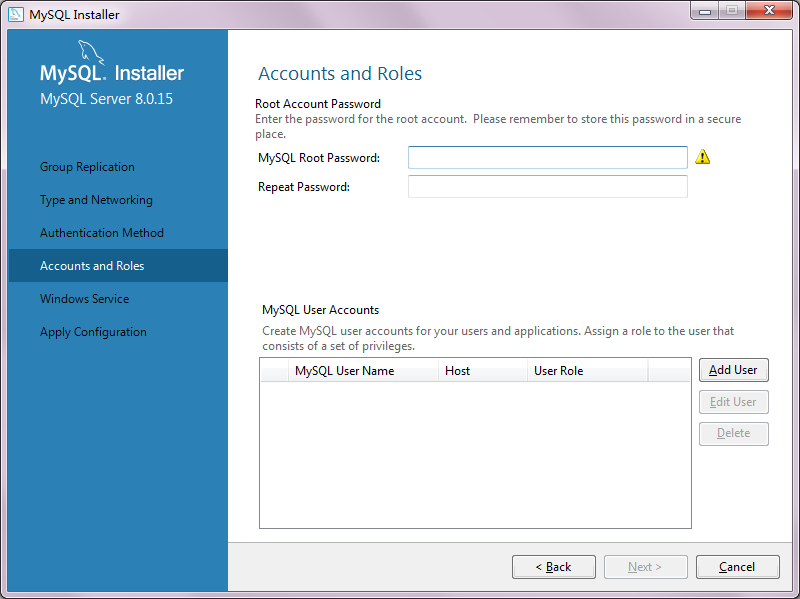 MySQL Installer
MySQL. Installer
MySQL Server 8.0.15
Group Replication
Type and Networking
Authentication Method
Accounts and Roles
Windows Service
Apply Configuration
Accounts and Roles
Root Account Password
Enter the password for the root account. Please remember to store this password in a secure
place.
MySQL Root Password:
Repeat Password:
MySQL User Accounts
Create MySQL user accounts for your users and applications. Assign a role to the user that
consists of a set of privileges.
MySQL User Name Host User Role
Add User
Edit User
Delete
< Back Next > Cancel